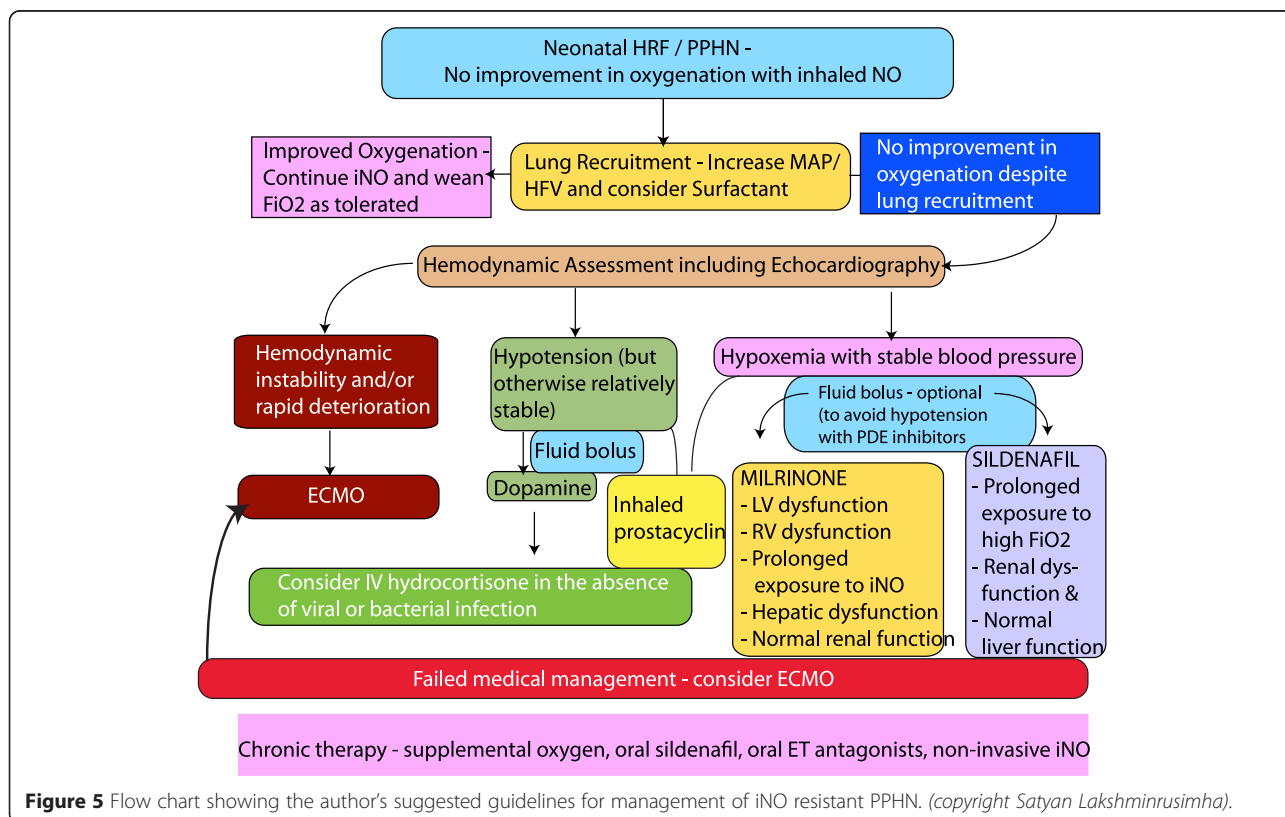 Neonatal HRF / PPHN -
No improvement in oxygenation with inhaled NO
Improved Oxygenation -
Continue iNO and wean
FiO2 as tolerated
Lung Recruitment - Increase MAP/
HFV and consider Surfactant
No improvement in
oxygenation despite
lung recruitment
Hemodynamic Assessment including Echocardiography
Hemodynamic
instability and/or
rapid deterioration
ECMO
Hypotension (but
otherwise relatively
stable)
Fluid bolus
Dopamine
Inhaled
prostacyclin
Consider IV hydrocortisone in the absence
of viral or bacterial infection
Hypoxemia with stable blood pressure
Fluid bolus - optional
(to avoid hypotension
with PDE inhibitors
MILRINONE
- LV dysfunction
- RV dysfunction
- Prolonged
exposure to iNO
- Hepatic dysfunction
- Normal renal function
SILDENAFIL
- Prolonged
exposure to
high FiO2
- Renal dys-
function &
- Normal
liver function
Failed medical management - consider ECMO
Chronic therapy - supplemental oxygen, oral sildenafil, oral ET antagonists, non-invasive iNO
Figure 5 Flow chart showing the author's suggested guidelines for management of iNO resistant PPHN. (copyright Satyan Lakshminrusimha).